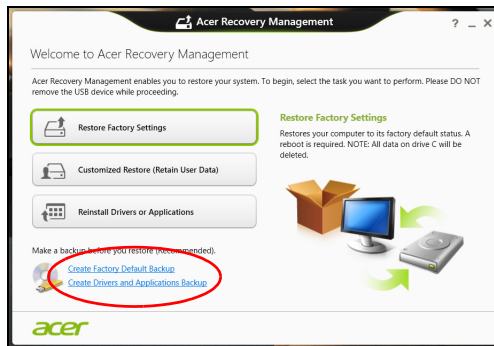 Acer Recovery Management
Welcome to Acer Recovery Management
Acer Recovery Management enables you to restore your system. To begin, select the task you want to perform. Please DO NOT
remove the USB device while proceeding.
Restore Factory Settings
Customized Restore (Retain User Data)
Reinstall Drivers or Applications
Restore Factory Settings
Restores your computer to its factory default status. A
reboot is required. NOTE: All data on drive C will be
deleted.
Make a backup before you restore (Recommended).
Create Factory Default Backup
Create Drivers and Applications Backup
acer